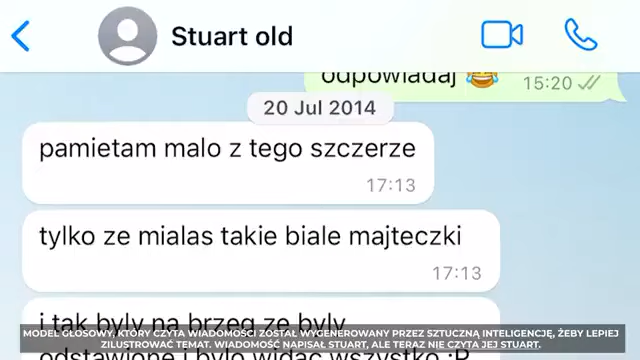 Stuart old
odpowiadaj 😂
15:20
20 Jul 2014
pamietam malo z tego szczerze
17:13
tylko ze mialas takie biale majteczki
17:13
i tak byly na brzeg ze byly
odstawione i bylo widac wszystko :P
MODEL GŁOSOWY, KTÓRY CZYTA WIADOMOŚCI ZOSTAŁ WYGENEROWANY PRZEZ SZTUCZNĄ INTELIGENCJĘ, ŻEBY LEPIEJ
ZILUSTROWAĆ TEMAT. WIADOMOŚĆ NAPISAŁ STUART, ALE TERAZ NIE CZYTA JEJ STUART.